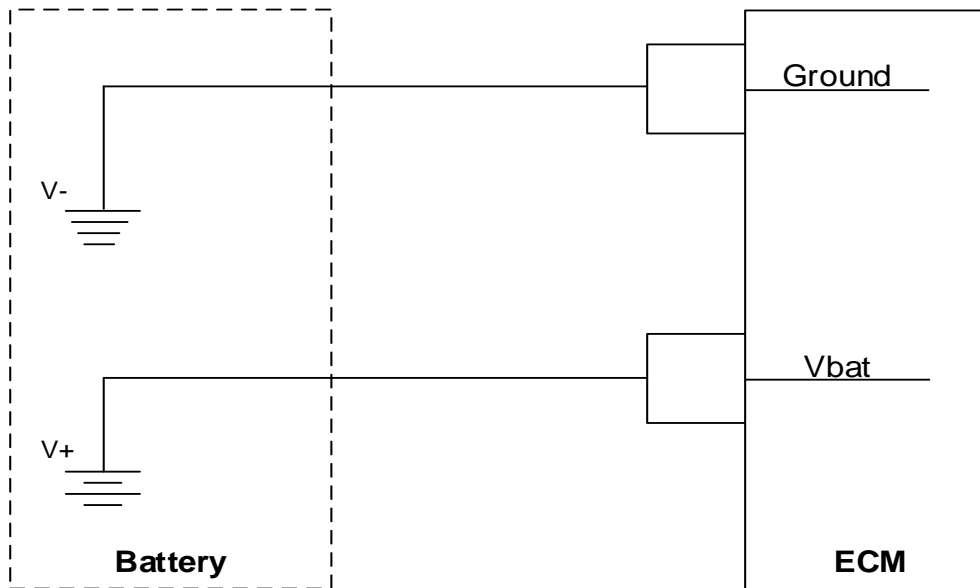 Ground
V-
Vbat
V+
Battery
ECM